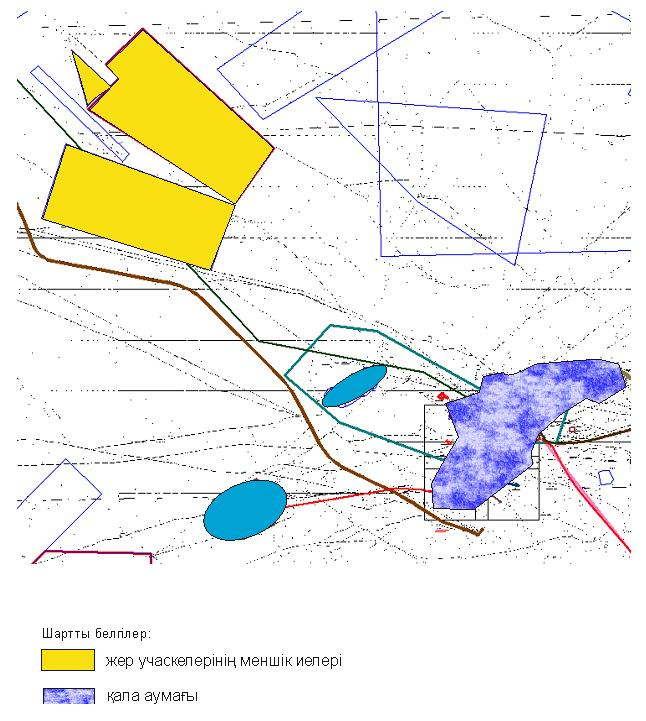 Шартты белгілер:
жер учаскелерінің меншік иелері
қала аумағы